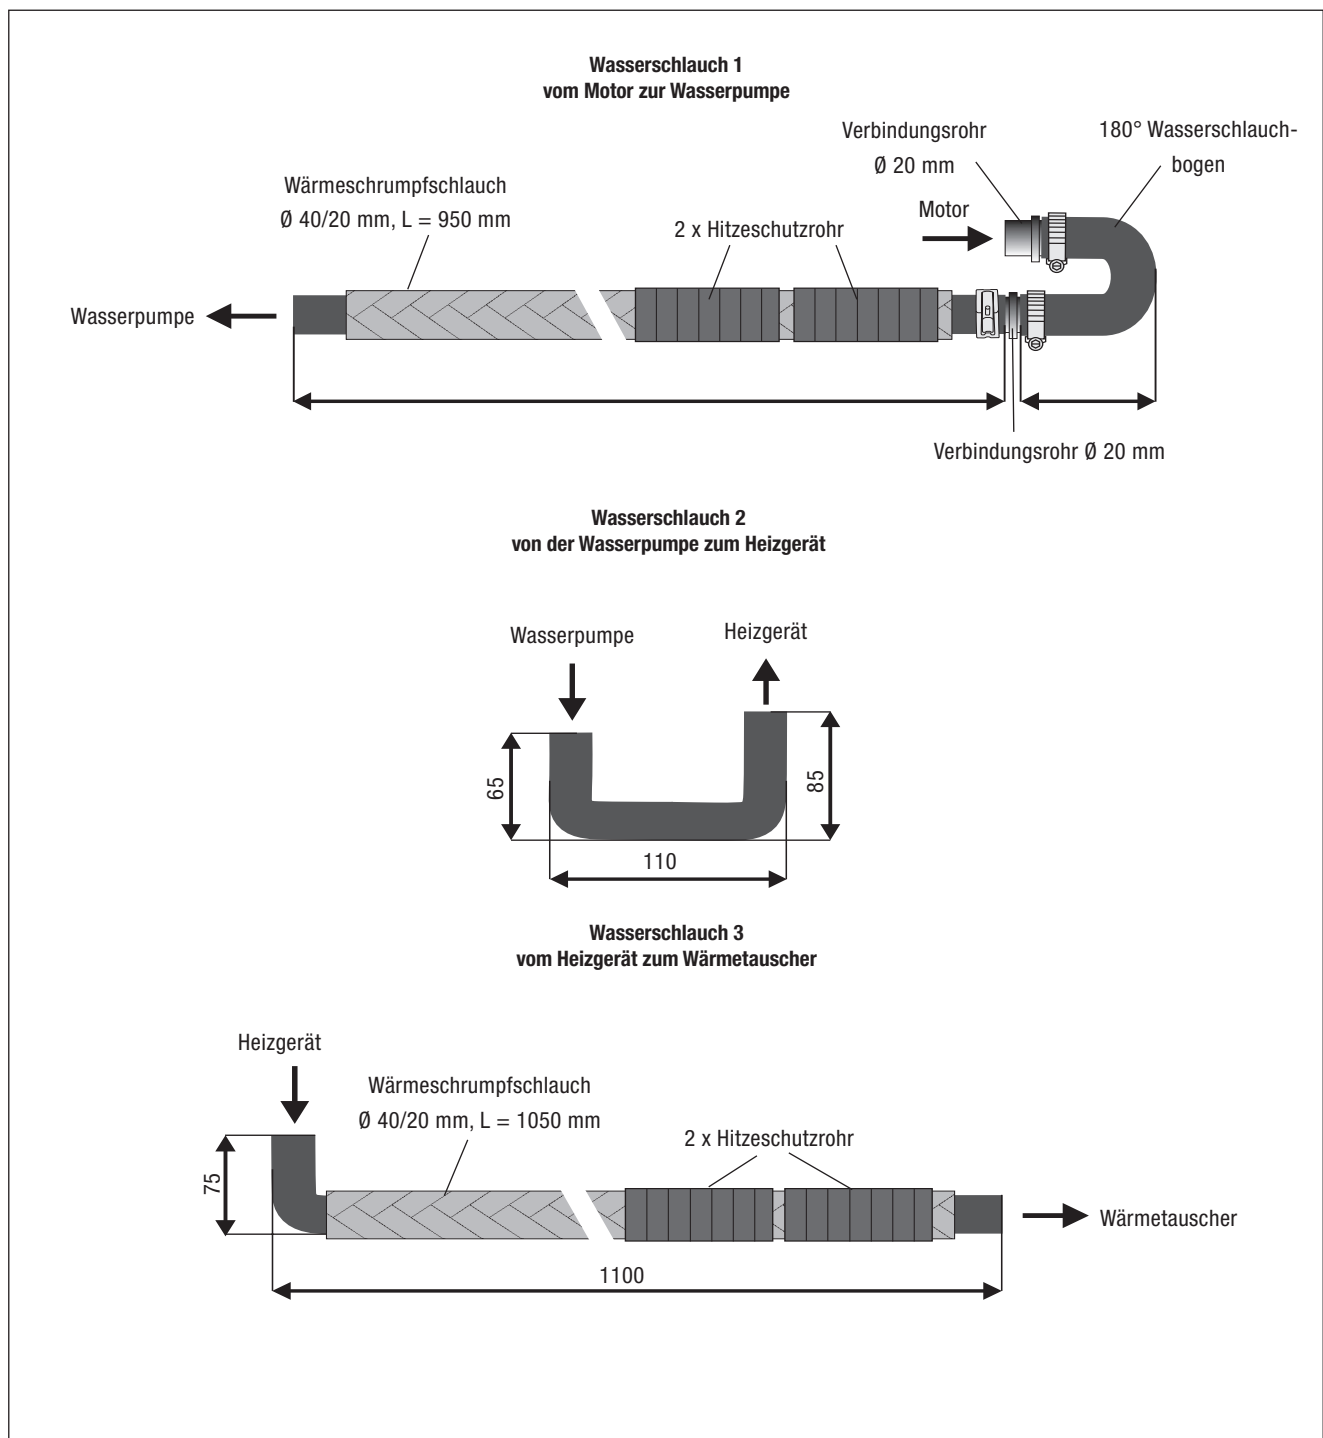 Wasserschlauch 1
vom Motor zur Wasserpumpe
Verbindungsrohr
Ø 20 mm
180° Wasserschlauch-
bogen
Wärmeschrumpfschlauch
Ø 40/20 mm, L = 950 mm
2 x Hitzeschutzrohr
Motor
Wasserpumpe
Verbindungsrohr Ø 20 mm
Wasserschlauch 2
von der Wasserpumpe zum Heizgerät
Wasserpumpe
Heizgerät
65
85
110
Wasserschlauch 3
vom Heizgerät zum Wärmetauscher
Heizgerät
Wärmeschrumpfschlauch
Ø 40/20 mm, L = 1050 mm
2 x Hitzeschutzrohr
75
Wärmetauscher
1100